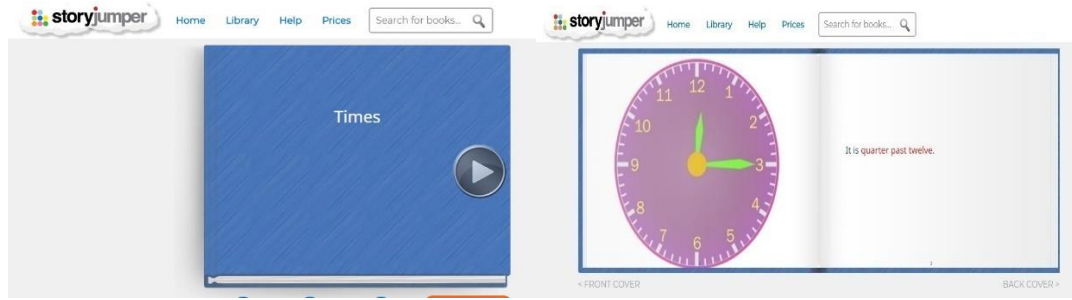 storyjumper
Home Library Help Prices Search for books...
Times
storyjumper
Home Library Help Prices Search for books...
12
11 1
10 2
9 3
8 4
7 5
6
It is quarter past twelve.
< FRONT COVER
BACK COVER >